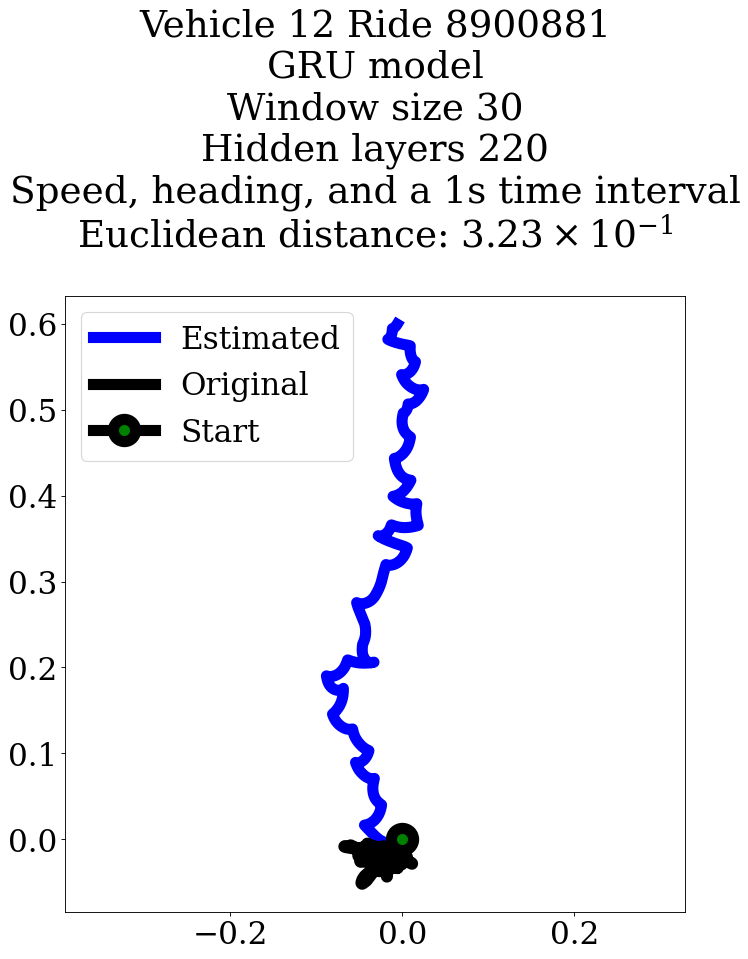 Vehicle 12 Ride 8900881
GRU model
Window size 30
Hidden layers 220
Speed, heading, and a 1s time interval
Euclidean distance: 3.23 × 10⁻¹
Estimated
Original
Start
0.6
0.5
0.4
0.3
0.2
0.1
0.0
−0.2
0.0
0.2